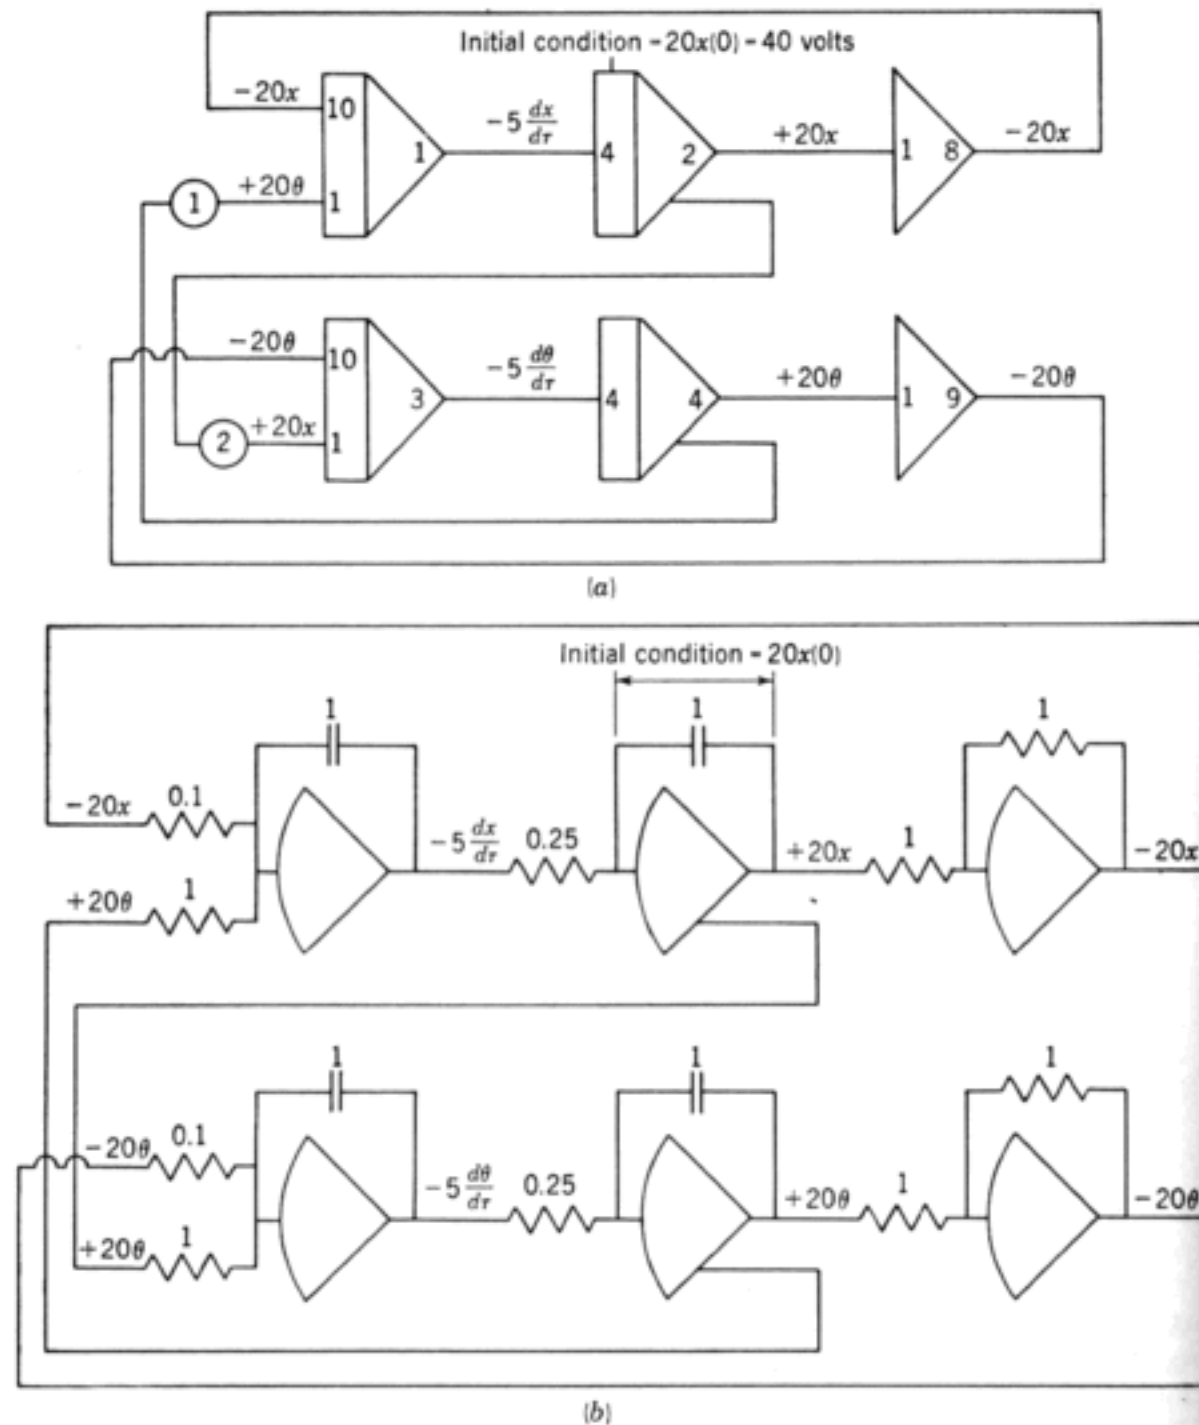 Initial condition - 20x(0) - 40 volts
-20x 10 1 -5 dx/dτ 4 2 +20x 1 8 -20x
1 +20θ 1
-20θ 10 3 -5 dθ/dτ 4 4 +20θ 1 9 -20θ
2 +20x 1
(a)
Initial condition - 20x(0)
1 1 1
-20x 0.1
-5 dx/dτ 0.25 +20x 1 -20x
+20θ 1
1 1 1
-20θ 0.1
-5 dθ/dτ 0.25 +20θ 1 -20θ
+20θ 1
(b)